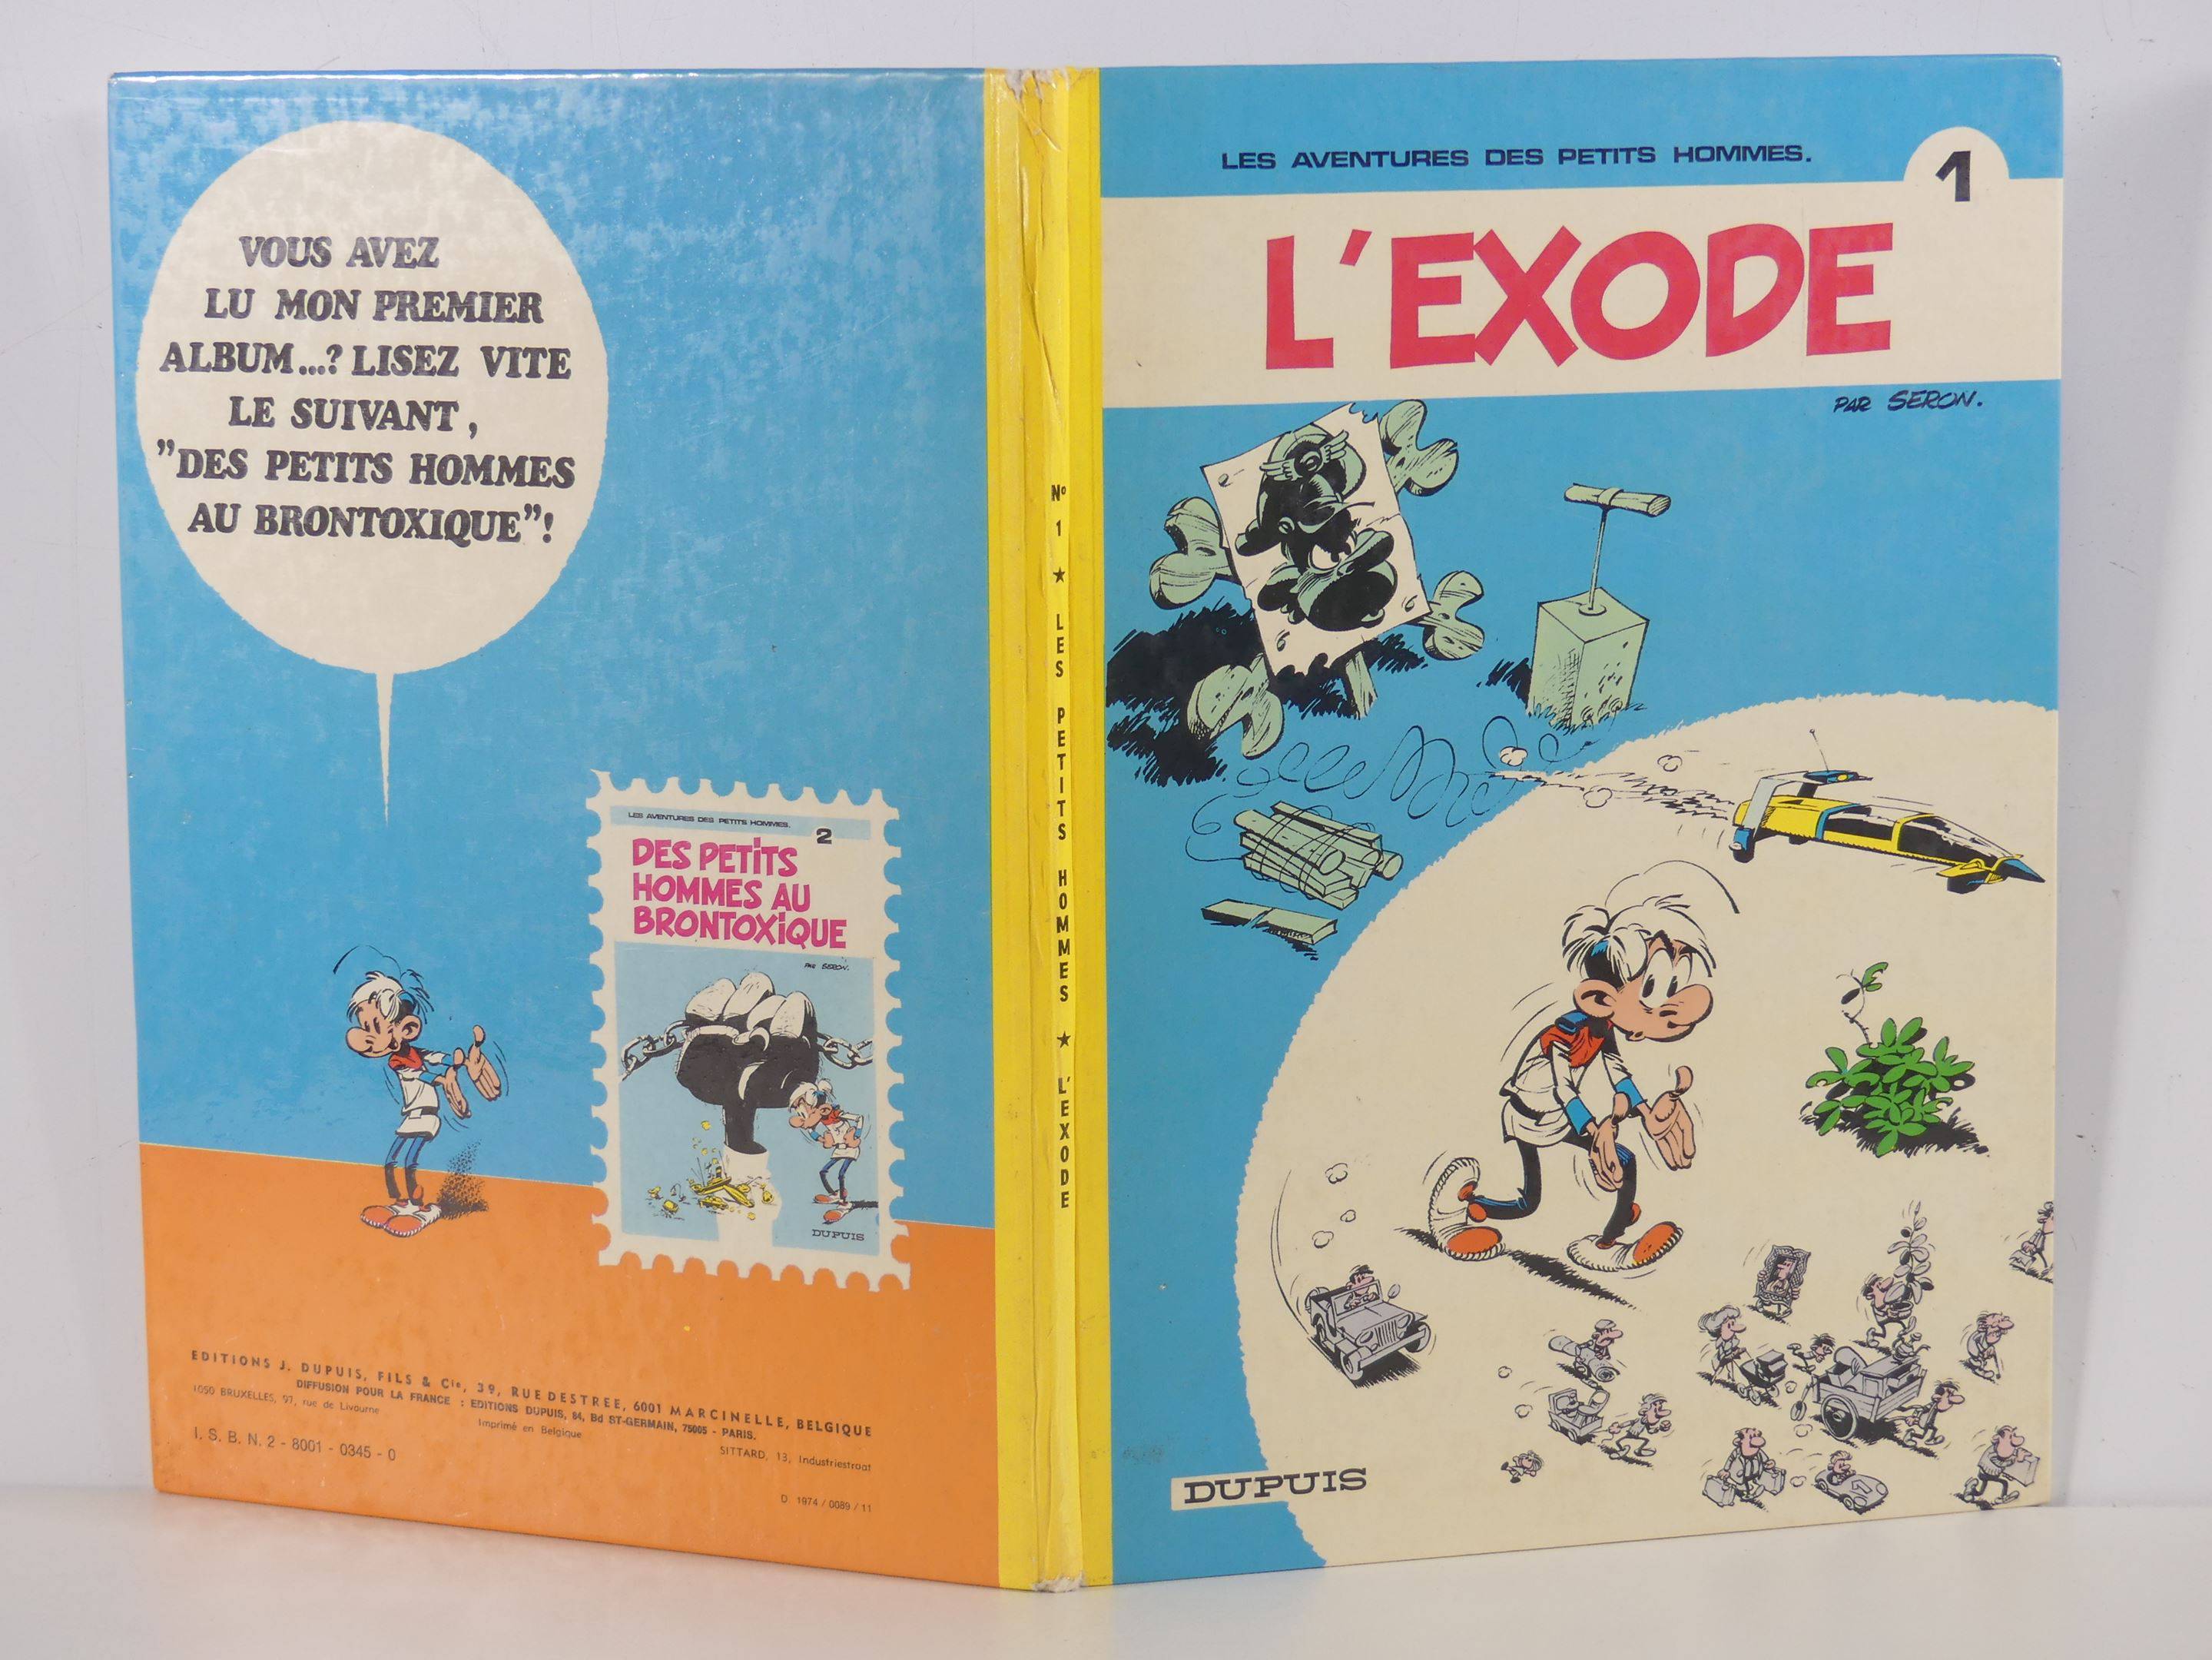 VOUS AVEZ
LU MON PREMIER
ALBUM...? LISEZ VITE
LE SUIVANT,
"DES PETITS HOMMES
AU BRONTOXIQUE"!
LES AVENTURES DES PETITS HOMMES.
2
DES PETITS
HOMMES AU
BRONTOXIQUE
PAR SERON.
DUPUIS
EDITIONS J. DUPUIS, FILS & Cie, 39, RUE DESTREE, 6001 MARCINELLE, BELGIQUE
DIFFUSION POUR LA FRANCE : EDITIONS DUPUIS, 84, Bd ST-GERMAIN, 75005 - PARIS.
1050 BRUXELLES, 97, rue de Livourne
Imprimé en Belgique
SITTARD, 13, Industriestraat
I. S. B. N. 2 - 8001 - 0345 - 0
D 1974 / 0089 / 11
No 1 ★ LES PETITS HOMMES ★ L'EXODE
LES AVENTURES DES PETITS HOMMES.
1
L'EXODE
PAR SERON.
DUPUIS